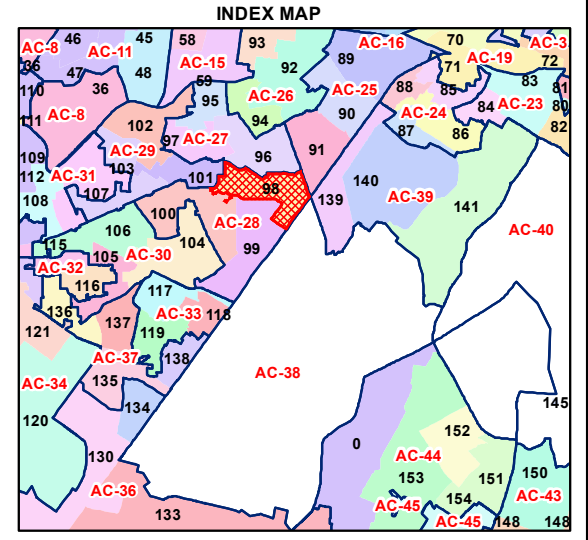 INDEX MAP
AC-8 46 AC-11 45 58 AC-15 93 AC-16 70 AC-19 AC-3
36 47 48 59 92 89 71 72
110 36 95 AC-26 AC-25 88 85 83 81
111 AC-8 102 94 90 AC-24 84 AC-23 80
97 AC-27 87 86 82
109 AC-29 96 91
112 AC-31 103 101 98 140 AC-39
108 107 139 141
100 AC-28 AC-40
115 106 104 99
AC-32 105 AC-30
116 117
136 137 AC-33 118
121 119
AC-37 138
AC-34 135 AC-38
134 145
120 0 152
130 AC-44
153 151 150
AC-36 154 AC-43
AC-45
133 AC-45 148 148